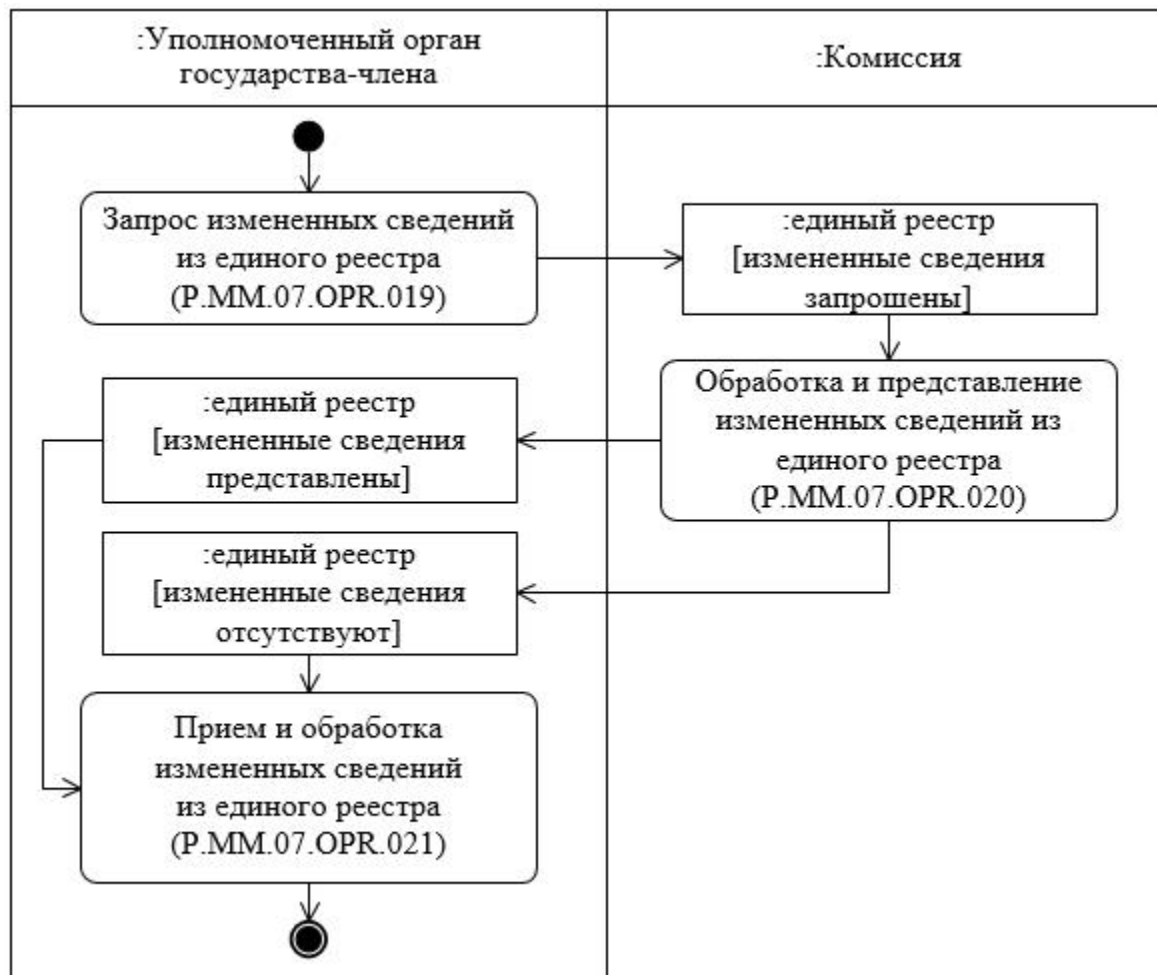 :Уполномоченный орган
государства-члена
:Комиссия
Запрос измененных сведений
из единого реестра
(P.MM.07.OPR.019)
:единый реестр
[измененные сведения
запрошены]
Обработка и представление
измененных сведений из
единого реестра
(P.MM.07.OPR.020)
:единый реестр
[измененные сведения
представлены]
:единый реестр
[измененные сведения
отсутствуют]
Прием и обработка
измененных сведений
из единого реестра
(P.MM.07.OPR.021)